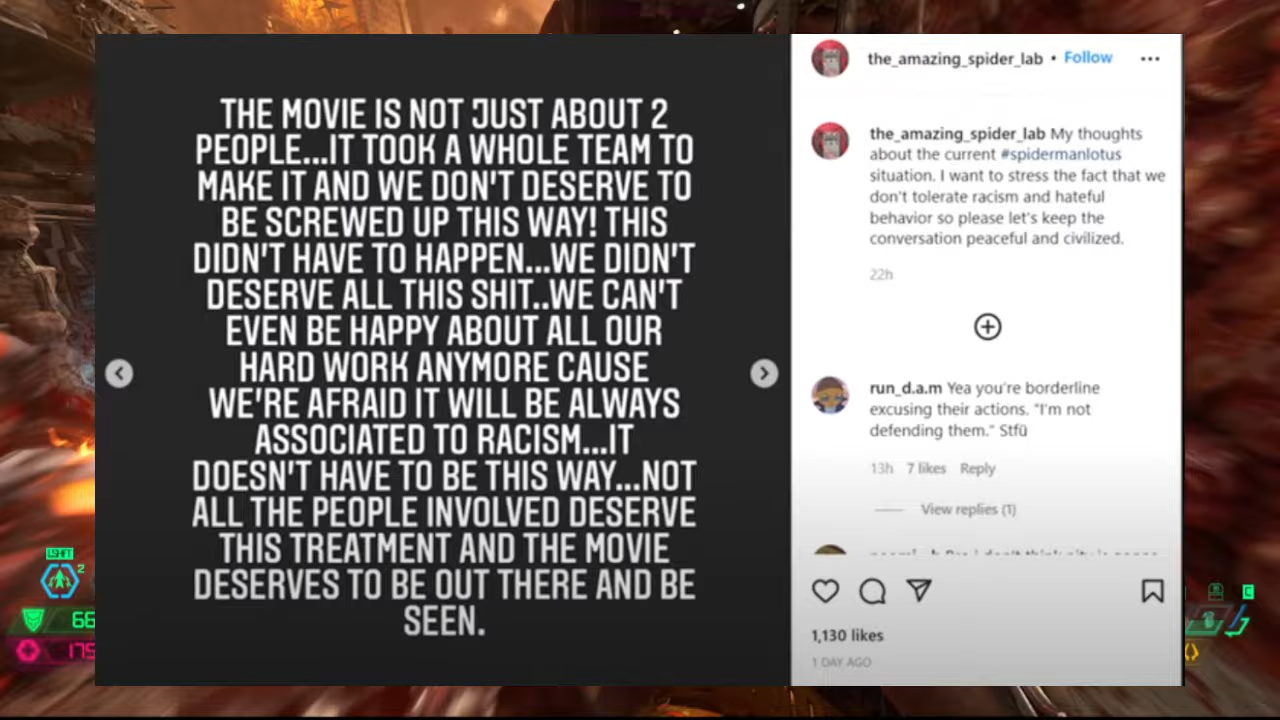 THE MOVIE IS NOT JUST ABOUT 2
PEOPLE...IT TOOK A WHOLE TEAM TO
MAKE IT AND WE DON'T DESERVE TO
BE SCREWED UP THIS WAY! THIS
DIDN'T HAVE TO HAPPEN...WE DIDN'T
DESERVE ALL THIS SHIT..WE CAN'T
EVEN BE HAPPY ABOUT ALL OUR
HARD WORK ANYMORE CAUSE
WE'RE AFRAID IT WILL BE ALWAYS
ASSOCIATED TO RACISM...IT
DOESN'T HAVE TO BE THIS WAY...NOT
ALL THE PEOPLE INVOLVED DESERVE
THIS TREATMENT AND THE MOVIE
DESERVES TO BE OUT THERE AND BE
SEEN.
the_amazing_spider_lab • Follow
the_amazing_spider_lab My thoughts
about the current #spidermanlotus
situation. I want to stress the fact that we
don't tolerate racism and hateful
behavior so please let's keep the
conversation peaceful and civilized.
22h
run_d.a.m Yea you're borderline
excusing their actions. "I'm not
defending them." Stfü
13h 7 likes Reply
View replies (1)
1,130 likes
1 DAY AGO
LSHFT
2
66
175
C